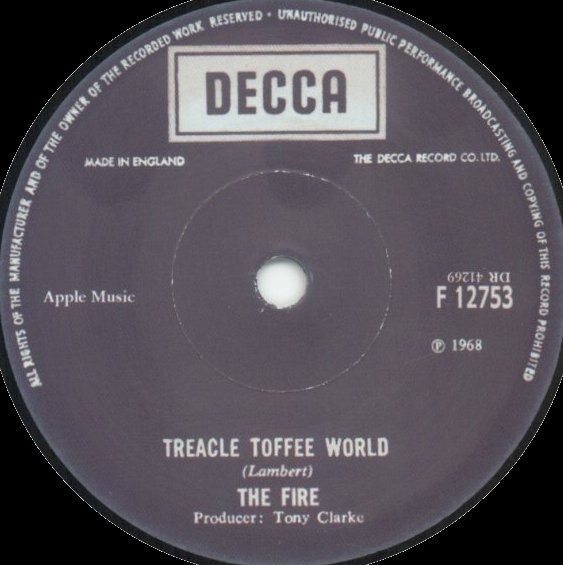 ALL RIGHTS OF THE MANUFACTURER AND OF THE OWNER OF THE RECORDED WORK RESERVED · UNAUTHORISED PUBLIC PERFORMANCE BROADCASTING AND COPYING OF THIS RECORD PROHIBITED
DECCA
MADE IN ENGLAND
THE DECCA RECORD CO. LTD.
DR 41269
Apple Music
F 12753
℗ 1968
TREACLE TOFFEE WORLD
(Lambert)
THE FIRE
Producer: Tony Clarke